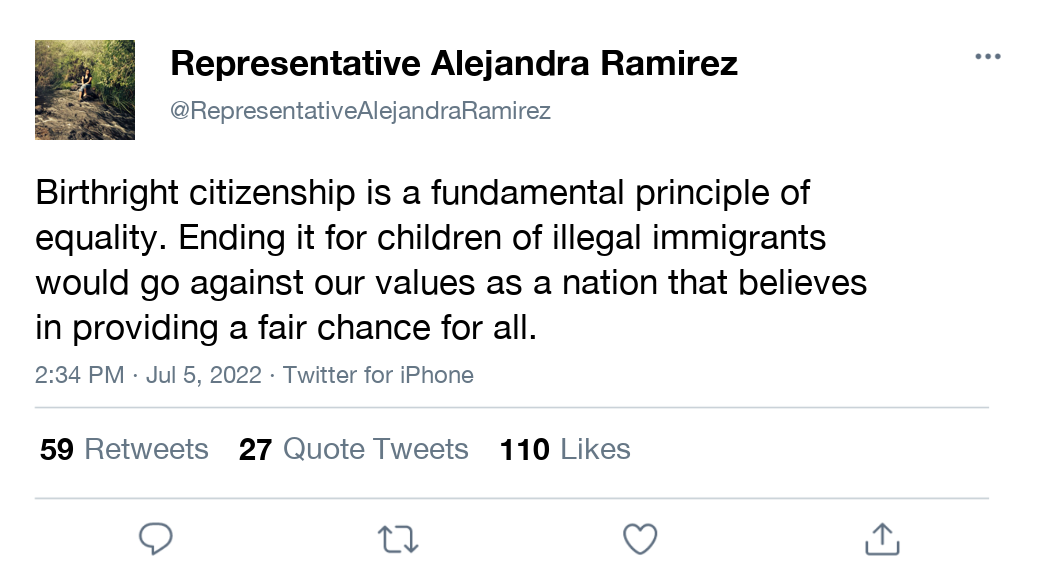 Representative Alejandra Ramirez
@RepresentativeAlejandraRamirez
Birthright citizenship is a fundamental principle of
equality. Ending it for children of illegal immigrants
would go against our values as a nation that believes
in providing a fair chance for all.
2:34 PM · Jul 5, 2022 · Twitter for iPhone
59 Retweets 27 Quote Tweets 110 Likes